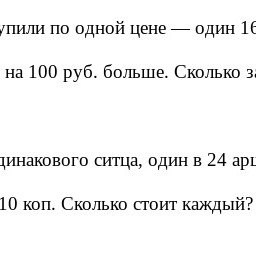 упили по одной цене — один 16
на 100 руб. больше. Сколько за
динакового ситца, один в 24 арш
10 коп. Сколько стоит каждый?